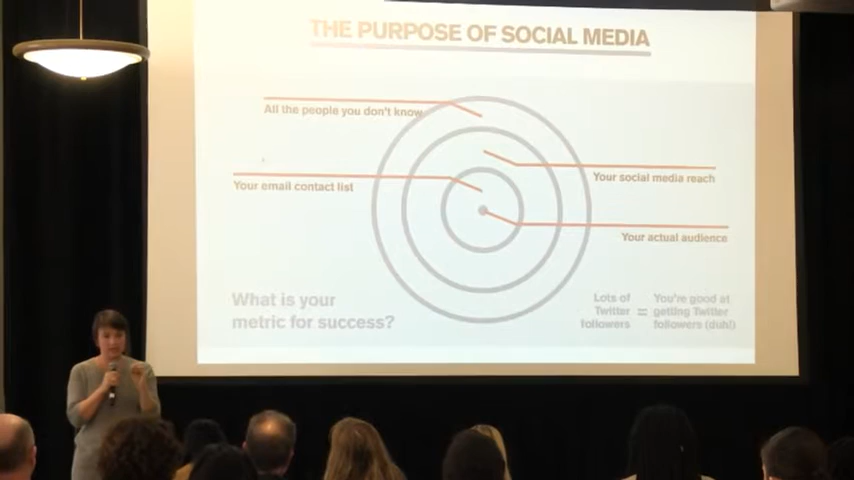 THE PURPOSE OF SOCIAL MEDIA
All the people you don't know
Your social media reach
Your email contact list
Your actual audience
What is your
metric for success?
Lots of
Twitter
followers
=
You're good at
getting Twitter
followers (duh!)